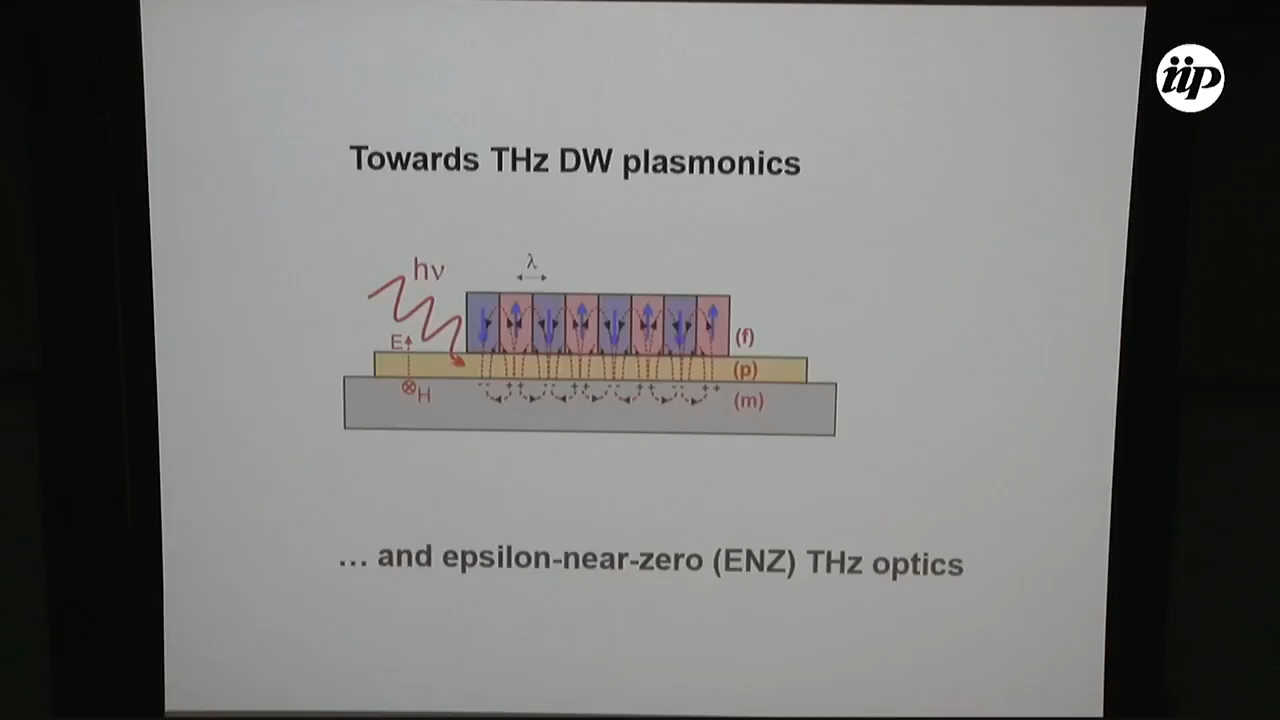 iip
Towards THz DW plasmonics
hν
λ
E
(f)
(p)
H
(m)
… and epsilon-near-zero (ENZ) THz optics